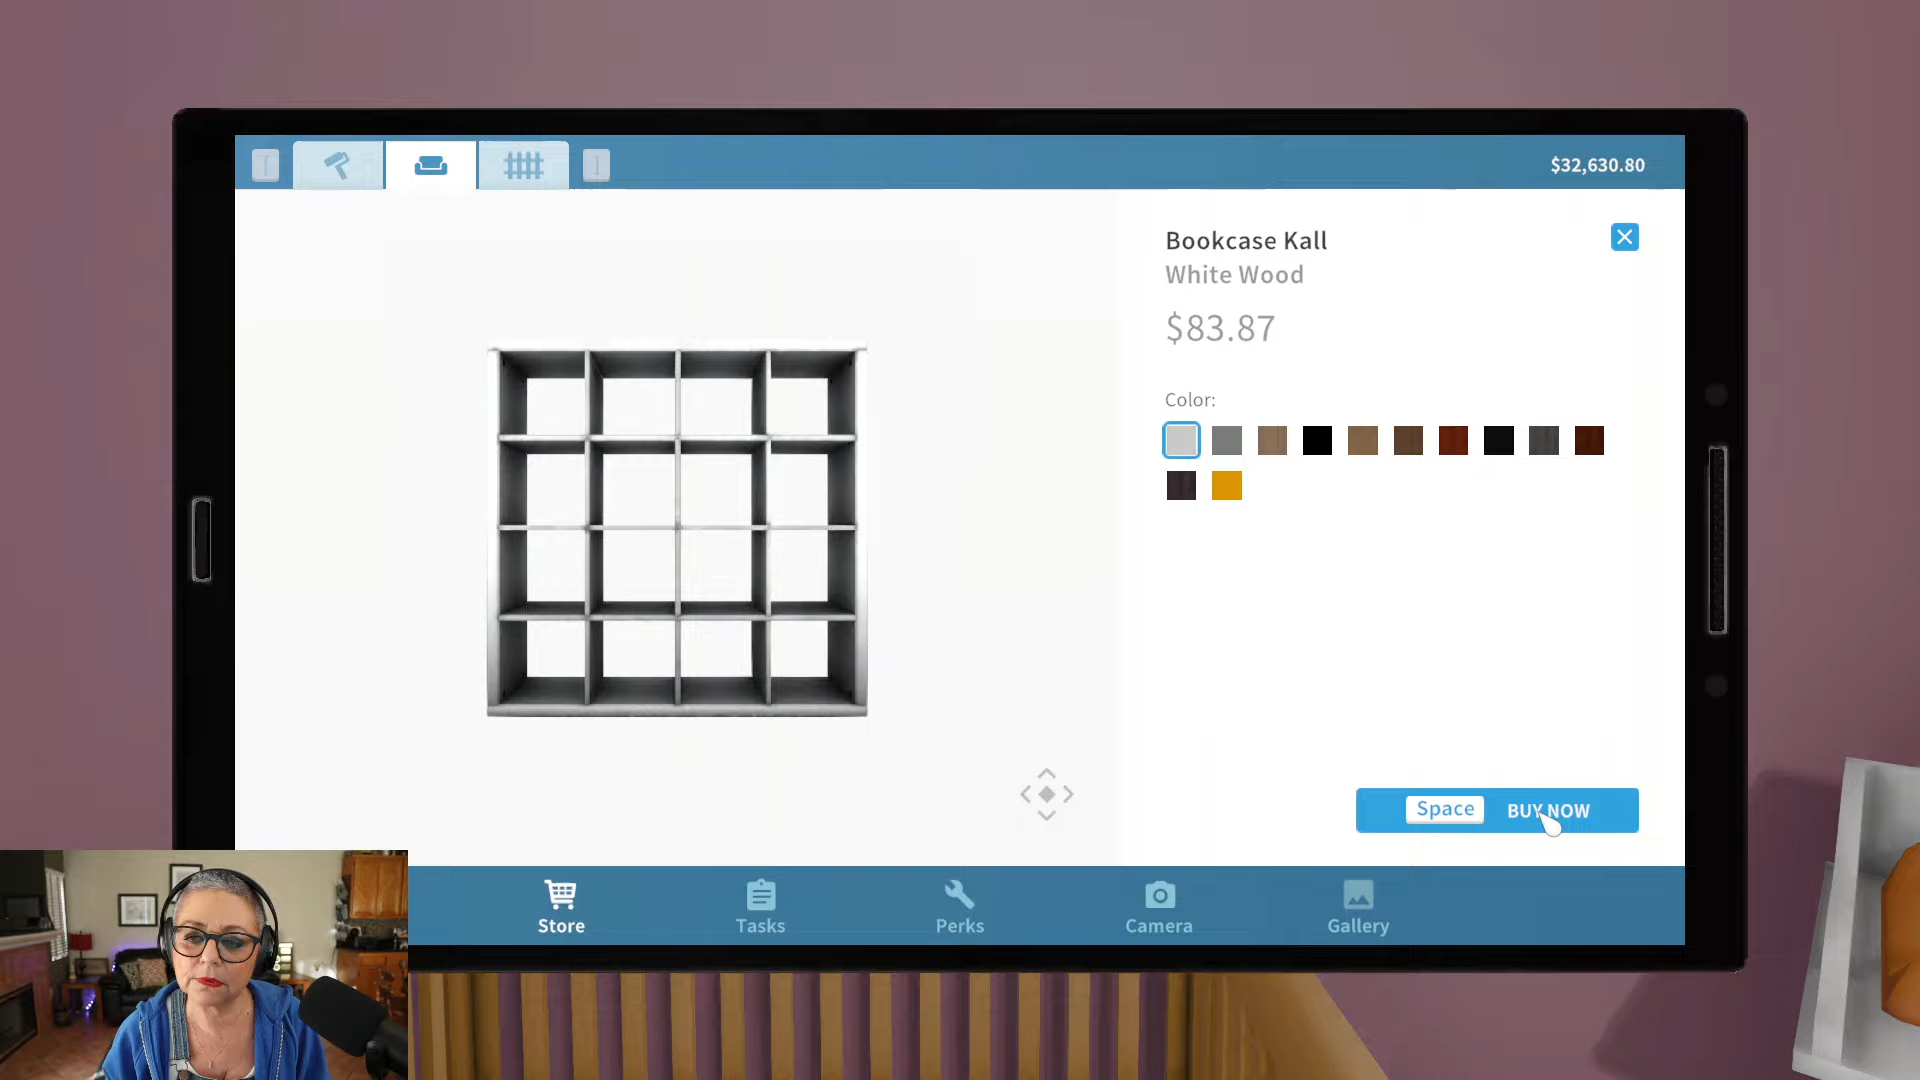 $32,630.80
Bookcase Kall
White Wood
$83.87
Color:
Space BUY NOW
Store Tasks Perks Camera Gallery